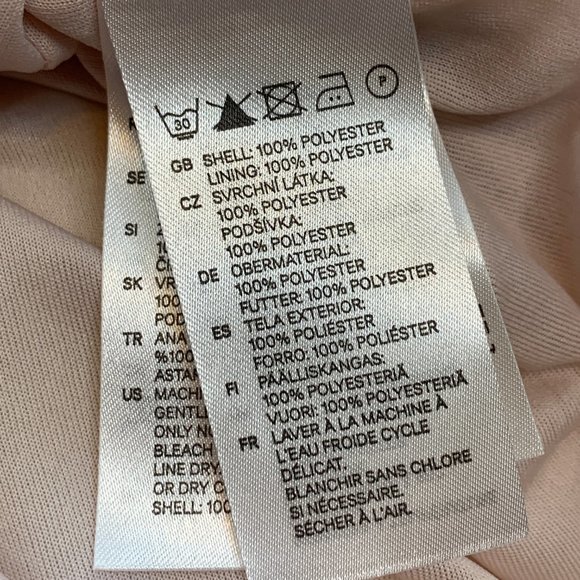 30
P
GB SHELL: 100% POLYESTER
LINING: 100% POLYESTER
CZ SVRCHNÍ LÁTKA:
100% POLYESTER
PODŠÍVKA:
100% POLYESTER
DE OBERMATERIAL:
100% POLYESTER
FUTTER: 100% POLYESTER
ES TELA EXTERIOR:
100% POLIÉSTER
FORRO: 100% POLIÉSTER
FI PÄÄLLISKANGAS:
100% POLYESTERIÄ
VUORI: 100% POLYESTERIÄ
FR LAVER À LA MACHINE À
L'EAU FROIDE CYCLE
DÉLICAT.
BLANCHIR SANS CHLORE
SI NÉCESSAIRE.
SÉCHER À L'AIR.
SE
SI
SK VR
100
POD
TR ANA
%100
ASTAR
US MACHI
GENTL
ONLY N
BLEACH
LINE DRY
OR DRY C
SHELL: 100